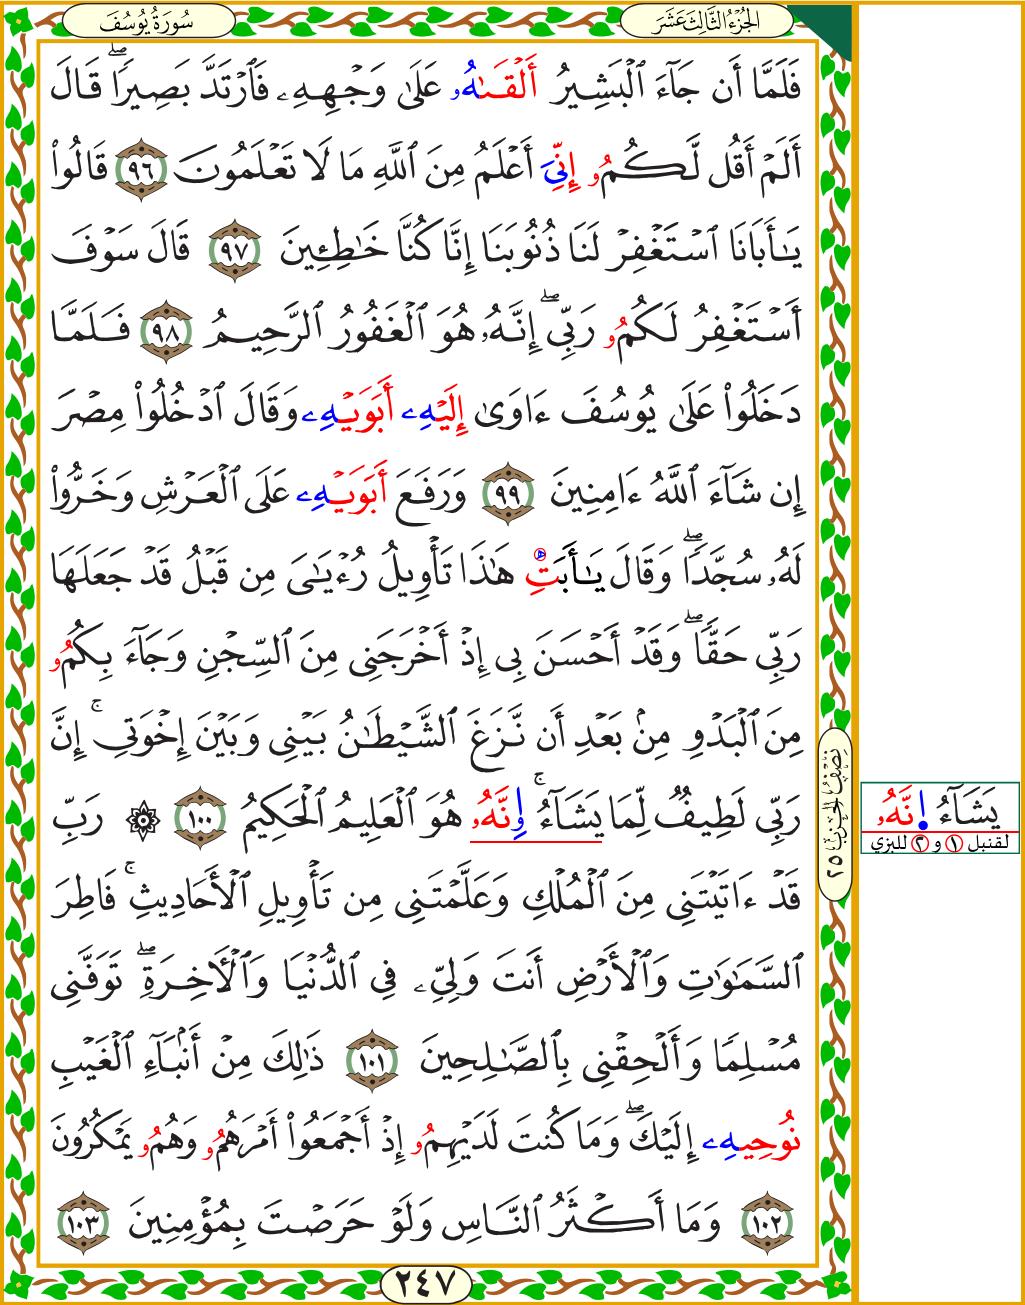 سُورَةُ يُوسُفَ
الجُزْءُ الثَّالِثَ عَشَرَ
فَلَمَّا أَن جَآءَ ٱلْبَشِيرُ أَلْقَىٰهُۥ عَلَىٰ وَجْهِهِۦ فَٱرْتَدَّ بَصِيرًاۖ قَالَ
أَلَمْ أَقُل لَّكُمُۥ إِنِّىَ أَعْلَمُ مِنَ ٱللَّهِ مَا لَا تَعْلَمُونَ ٩٦ قَالُوا۟
يَـٰٓأَبَانَا ٱسْتَغْفِرْ لَنَا ذُنُوبَنَا إِنَّا كُنَّا خَـٰطِـِٔينَ ٩٧ قَالَ سَوْفَ
أَسْتَغْفِرُ لَكُمُۥ رَبِّىٓۖ إِنَّهُۥ هُوَ ٱلْغَفُورُ ٱلرَّحِيمُ ٩٨ فَلَمَّا
دَخَلُوا۟ عَلَىٰ يُوسُفَ ءَاوَىٰ إِلَيْهِۦ أَبَوَيْهِۦ وَقَالَ ٱدْخُلُوا۟ مِصْرَ
إِن شَآءَ ٱللَّهُ ءَامِنِينَ ٩٩ وَرَفَعَ أَبَوَيْهِۦ عَلَى ٱلْعَرْشِ وَخَرُّوا۟
لَهُۥ سُجَّدًاۖ وَقَالَ يَـٰٓأَبَتِ هَـٰذَا تَأْوِيلُ رُءْيَـٰىَ مِن قَبْلُ قَدْ جَعَلَهَا
رَبِّى حَقًّاۖ وَقَدْ أَحْسَنَ بِى إِذْ أَخْرَجَنِى مِنَ ٱلسِّجْنِ وَجَآءَ بِكُمُۥ
مِنَ ٱلْبَدْوِ مِنۢ بَعْدِ أَن نَّزَغَ ٱلشَّيْطَـٰنُ بَيْنِى وَبَيْنَ إِخْوَتِىٓۚ إِنَّ
رَبِّى لَطِيفٌ لِّمَا يَشَآءُۚ إِنَّهُۥ هُوَ ٱلْعَلِيمُ ٱلْحَكِيمُ ١٠٠ ۞ رَبِّ
قَدْ ءَاتَيْتَنِى مِنَ ٱلْمُلْكِ وَعَلَّمْتَنِى مِن تَأْوِيلِ ٱلْأَحَادِيثِۚ فَاطِرَ
ٱلسَّمَـٰوَٰتِ وَٱلْأَرْضِ أَنتَ وَلِىِّۦ فِى ٱلدُّنْيَا وَٱلْـَٔاخِرَةِۖ تَوَفَّنِى
مُسْلِمًا وَأَلْحِقْنِى بِٱلصَّـٰلِحِينَ ١٠١ ذَٰلِكَ مِنْ أَنۢبَآءِ ٱلْغَيْبِ
نُوحِيهِۦ إِلَيْكَۖ وَمَا كُنتَ لَدَيْهِمُۥ إِذْ أَجْمَعُوٓا۟ أَمْرَهُمُۥ وَهُمُۥ يَمْكُرُونَ
١٠٢ وَمَآ أَكْثَرُ ٱلنَّاسِ وَلَوْ حَرَصْتَ بِمُؤْمِنِينَ ١٠٣
٢٤٧
نِصْفُ الحِزْبِ ٢٥
يَشَآءُ إِنَّهُۥ
لقنبل ١ و ٢ للبزي